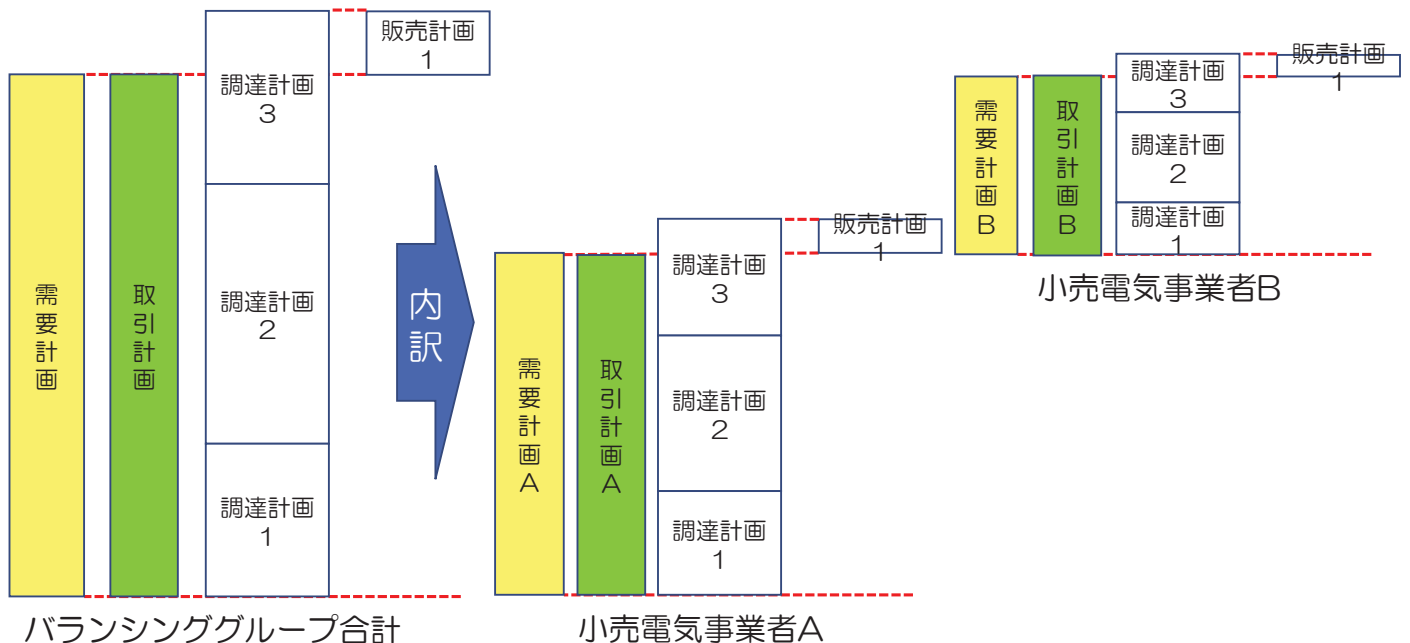 需要計画
取引計画
調達計画
3
調達計画
2
調達計画
1
販売計画
1
バランシンググループ合計
内訳
需要計画A
取引計画A
調達計画
3
調達計画
2
調達計画
1
販売計画
1
小売電気事業者A
需要計画B
取引計画B
調達計画
3
調達計画
2
調達計画
1
販売計画
1
小売電気事業者B